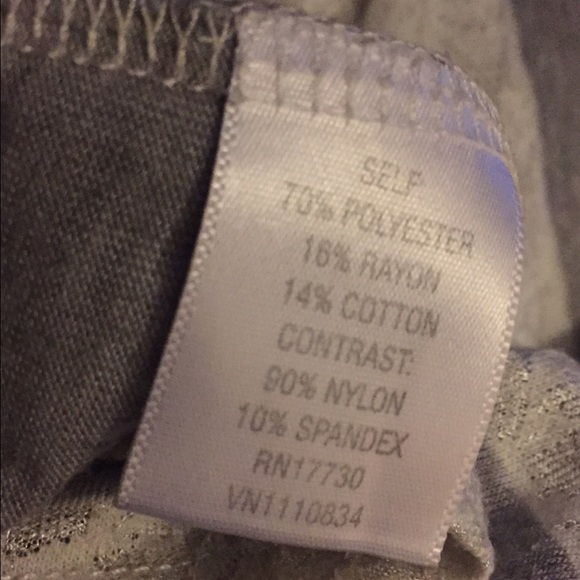 SELF
70% POLYESTER
16% RAYON
14% COTTON
CONTRAST:
90% NYLON
10% SPANDEX
RN17730
VN1110834